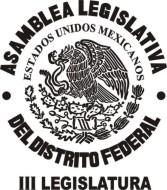 ASAMBLEA LEGISLATIVA
ESTADOS UNIDOS MEXICANOS
DEL DISTRITO FEDERAL
III LEGISLATURA